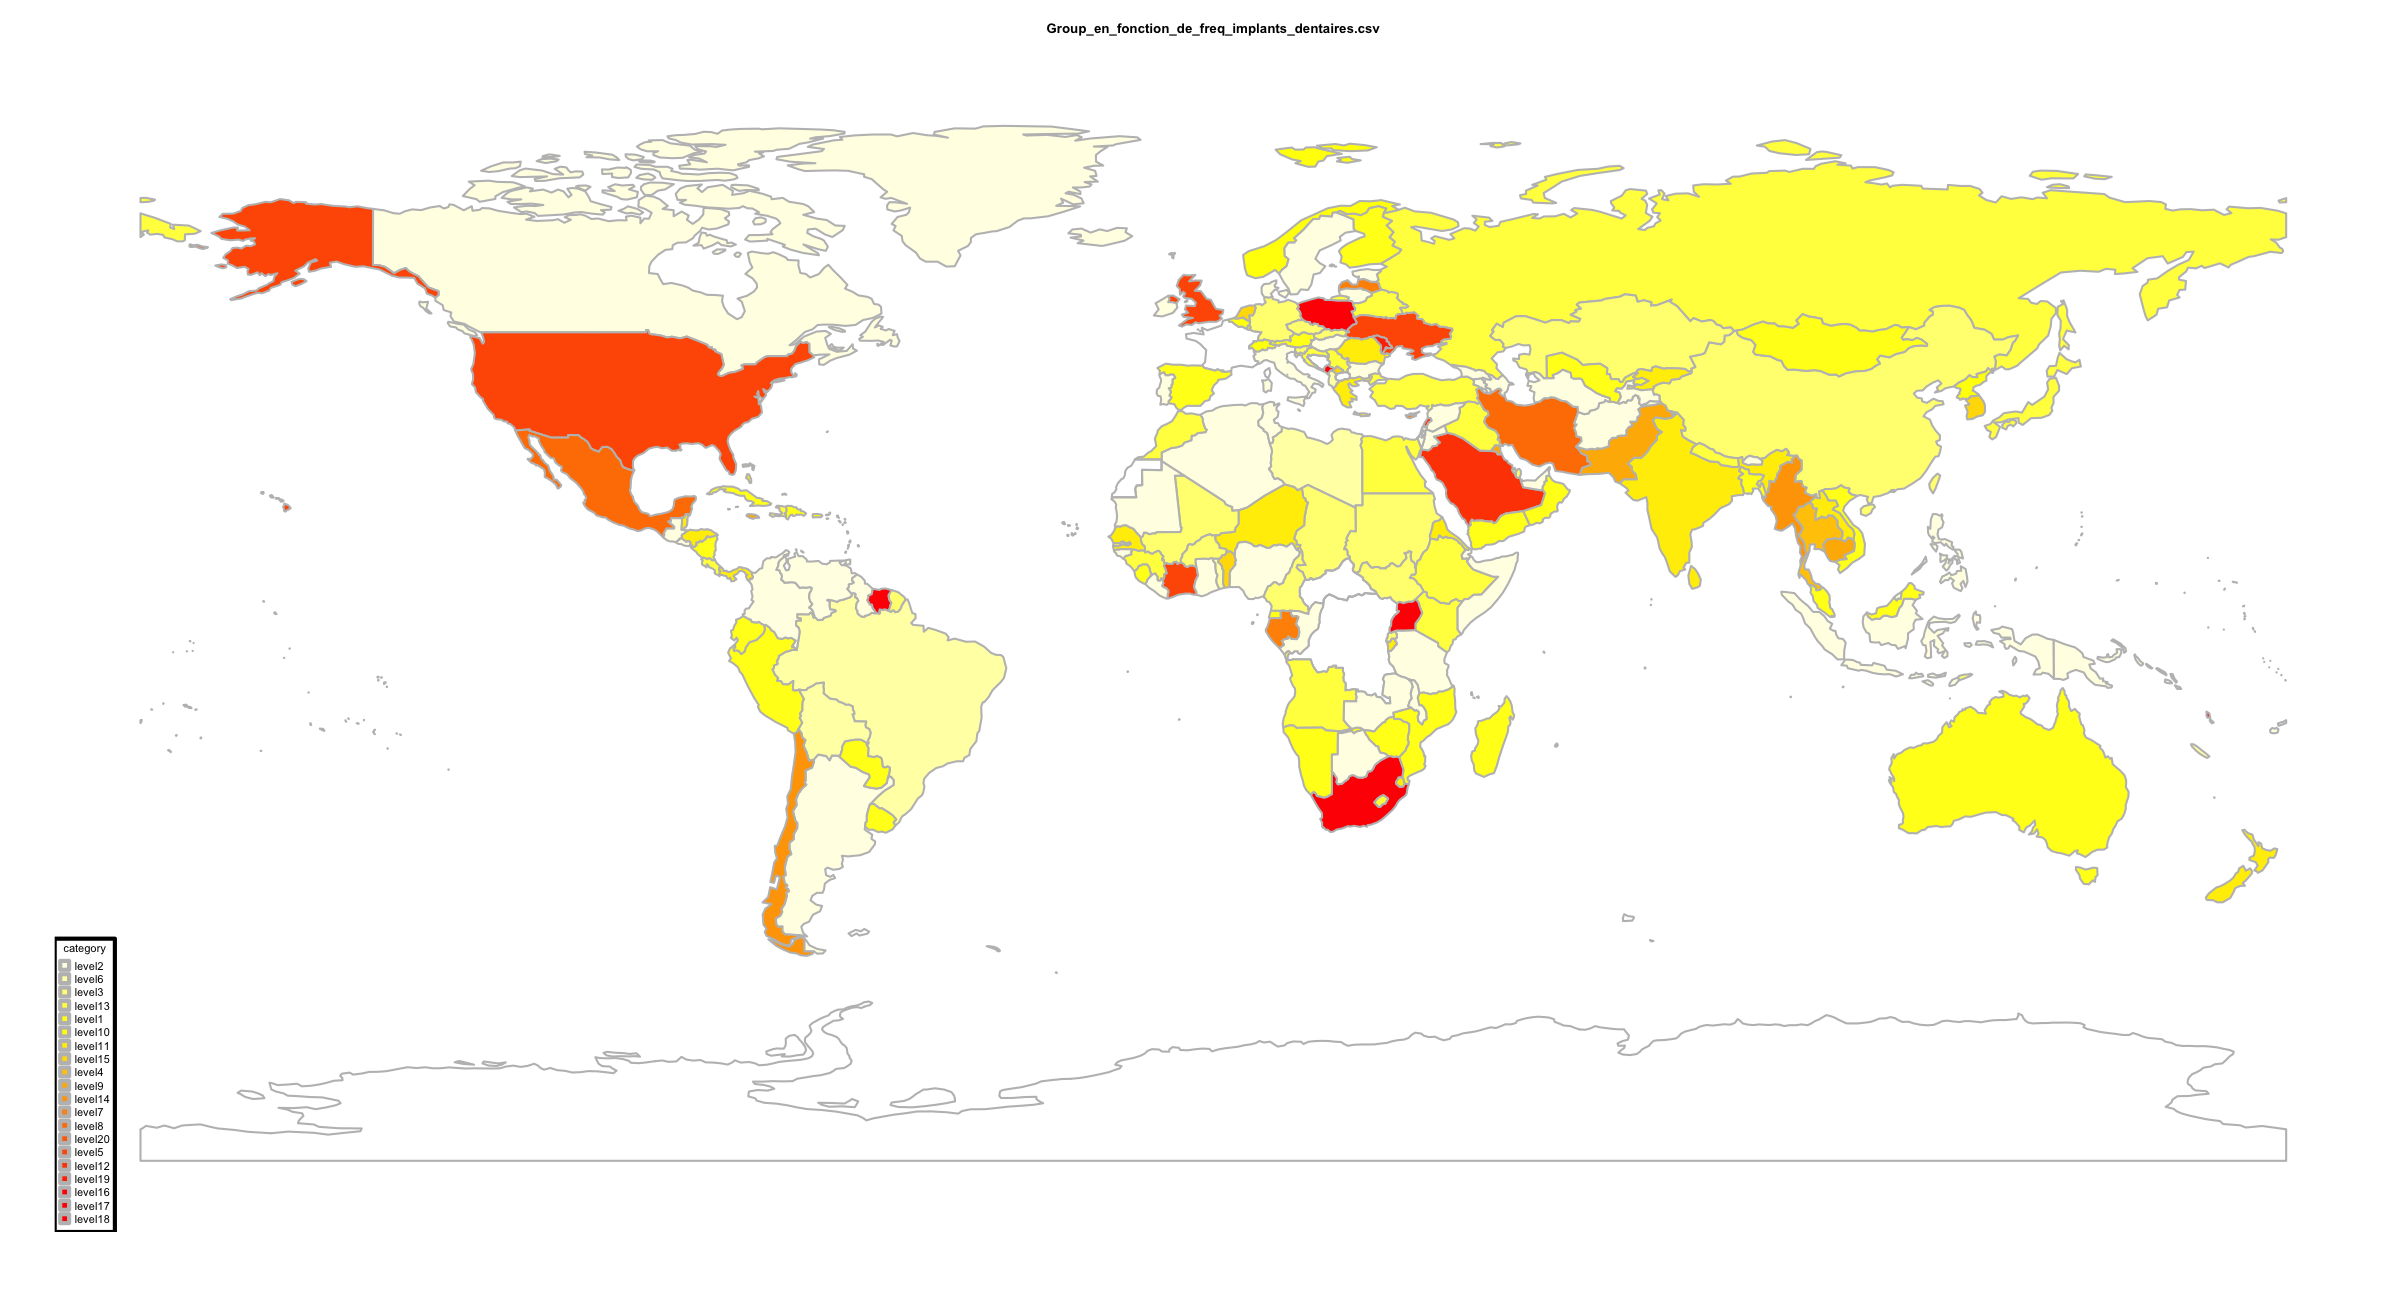 Group_en_fonction_de_freq_implants_dentaires.csv
category
level2
level6
level3
level13
level1
level10
level11
level15
level4
level9
level14
level7
level8
level20
level5
level12
level19
level16
level17
level18